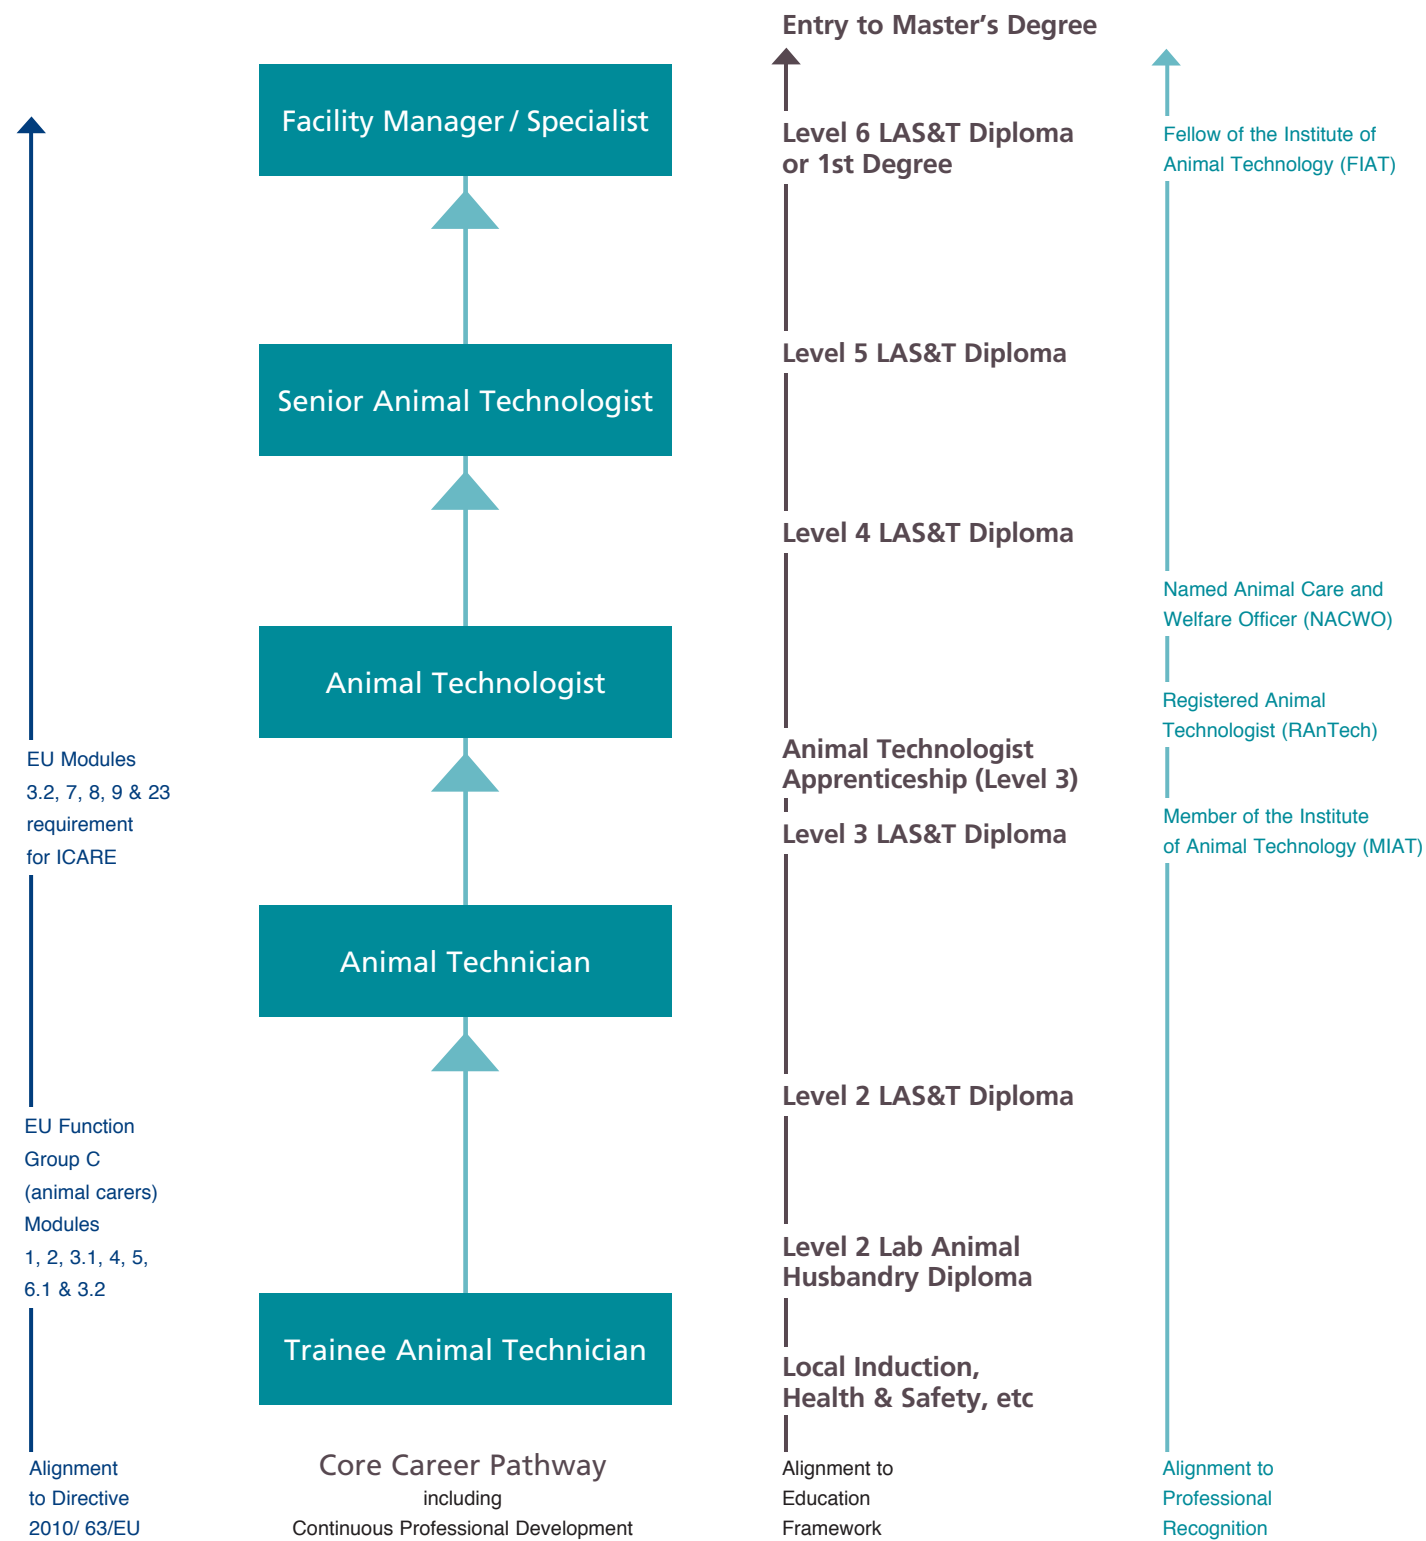 Entry to Master's Degree
Facility Manager / Specialist
Level 6 LAS&T Diploma
or 1st Degree
Fellow of the Institute of
Animal Technology (FIAT)
Senior Animal Technologist
Level 5 LAS&T Diploma
Level 4 LAS&T Diploma
Named Animal Care and
Welfare Officer (NACWO)
Animal Technologist
Registered Animal
Technologist (RAnTech)
EU Modules
3.2, 7, 8, 9 & 23
requirement
for ICARE
Animal Technologist
Apprenticeship (Level 3)
Level 3 LAS&T Diploma
Member of the Institute
of Animal Technology (MIAT)
Animal Technician
Level 2 LAS&T Diploma
EU Function
Group C
(animal carers)
Modules
1, 2, 3.1, 4, 5,
6.1 & 3.2
Level 2 Lab Animal
Husbandry Diploma
Trainee Animal Technician
Local Induction,
Health & Safety, etc
Alignment
to Directive
2010/ 63/EU
Core Career Pathway
including
Continuous Professional Development
Alignment to
Education
Framework
Alignment to
Professional
Recognition